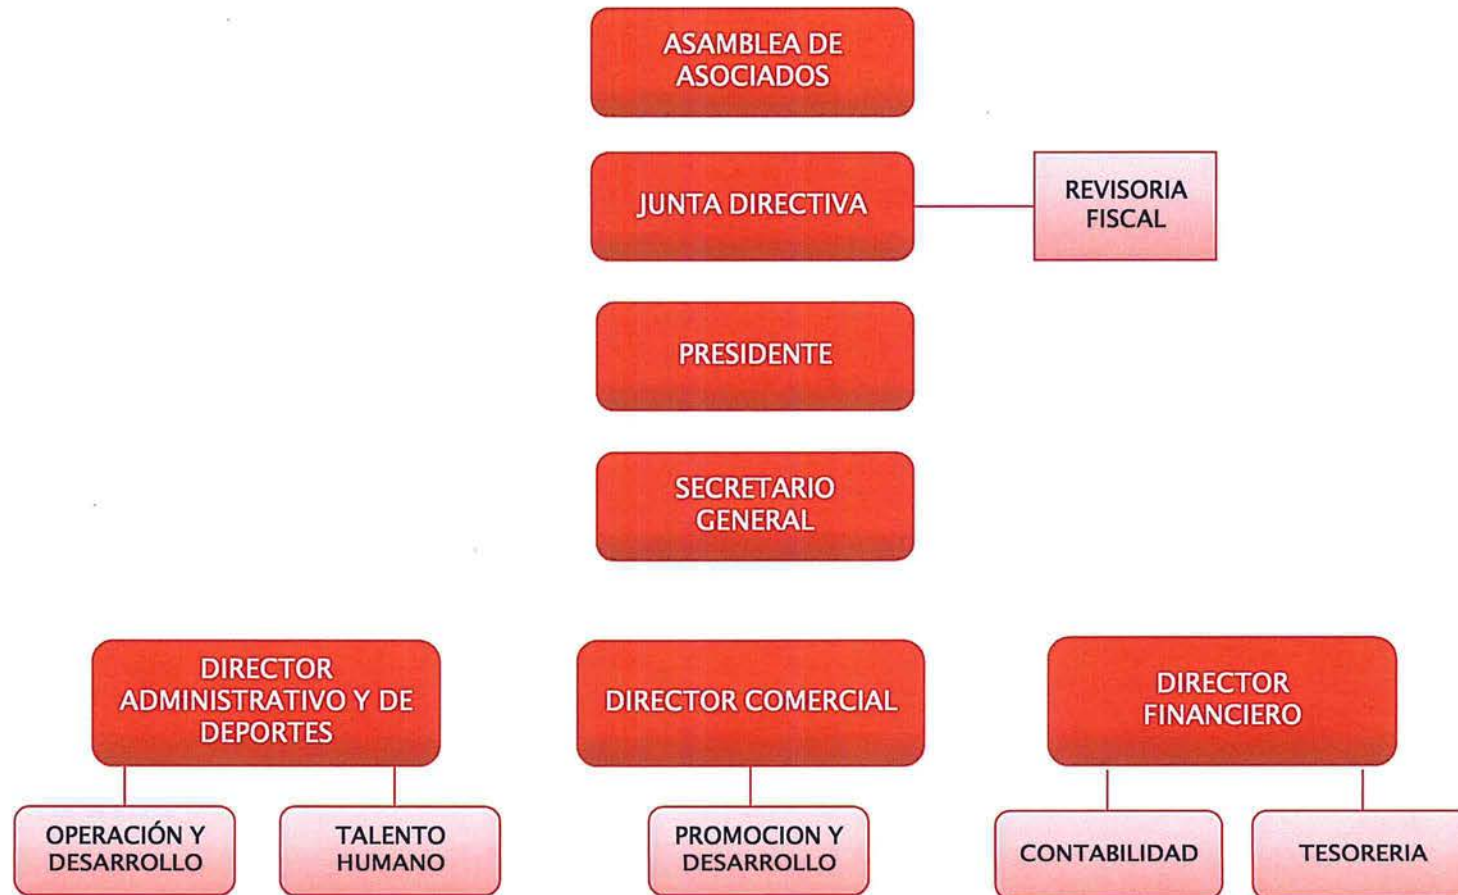 ASAMBLEA DE
ASOCIADOS
JUNTA DIRECTIVA
REVISORIA
FISCAL
PRESIDENTE
SECRETARIO
GENERAL
DIRECTOR
ADMINISTRATIVO Y DE
DEPORTES
DIRECTOR COMERCIAL
DIRECTOR
FINANCIERO
OPERACIÓN Y
DESARROLLO
TALENTO
HUMANO
PROMOCION Y
DESARROLLO
CONTABILIDAD
TESORERIA